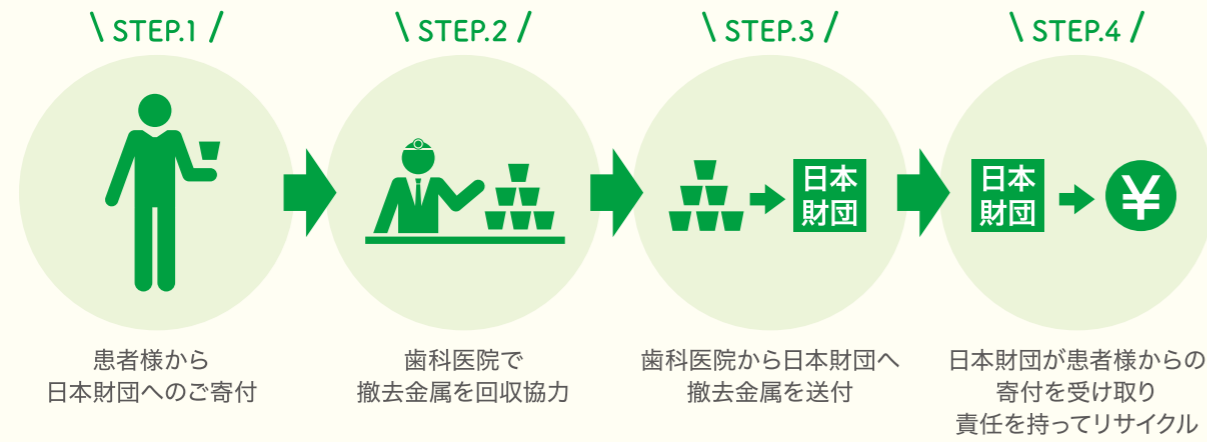 \ STEP.1 /
\ STEP.2 /
\ STEP.3 /
\ STEP.4 /
日本
財団
日本
財団
¥
患者様から
日本財団へのご寄付
歯科医院で
撤去金属を回収協力
歯科医院から日本財団へ
撤去金属を送付
日本財団が患者様からの
寄付を受け取り
責任を持ってリサイクル